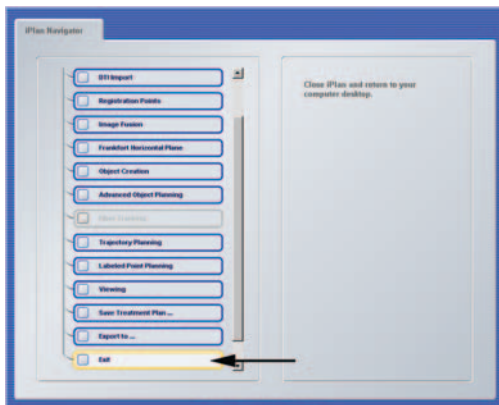 iPlan Navigator
DTI Import
Registration Points
Image Fusion
Frankfort Horizontal Plane
Object Creation
Advanced Object Planning
Trajectory Planning
Labeled Point Planning
Viewing
Save Treatment Plan ...
Export to ...
Exit
Close iPlan and return to your
computer desktop.